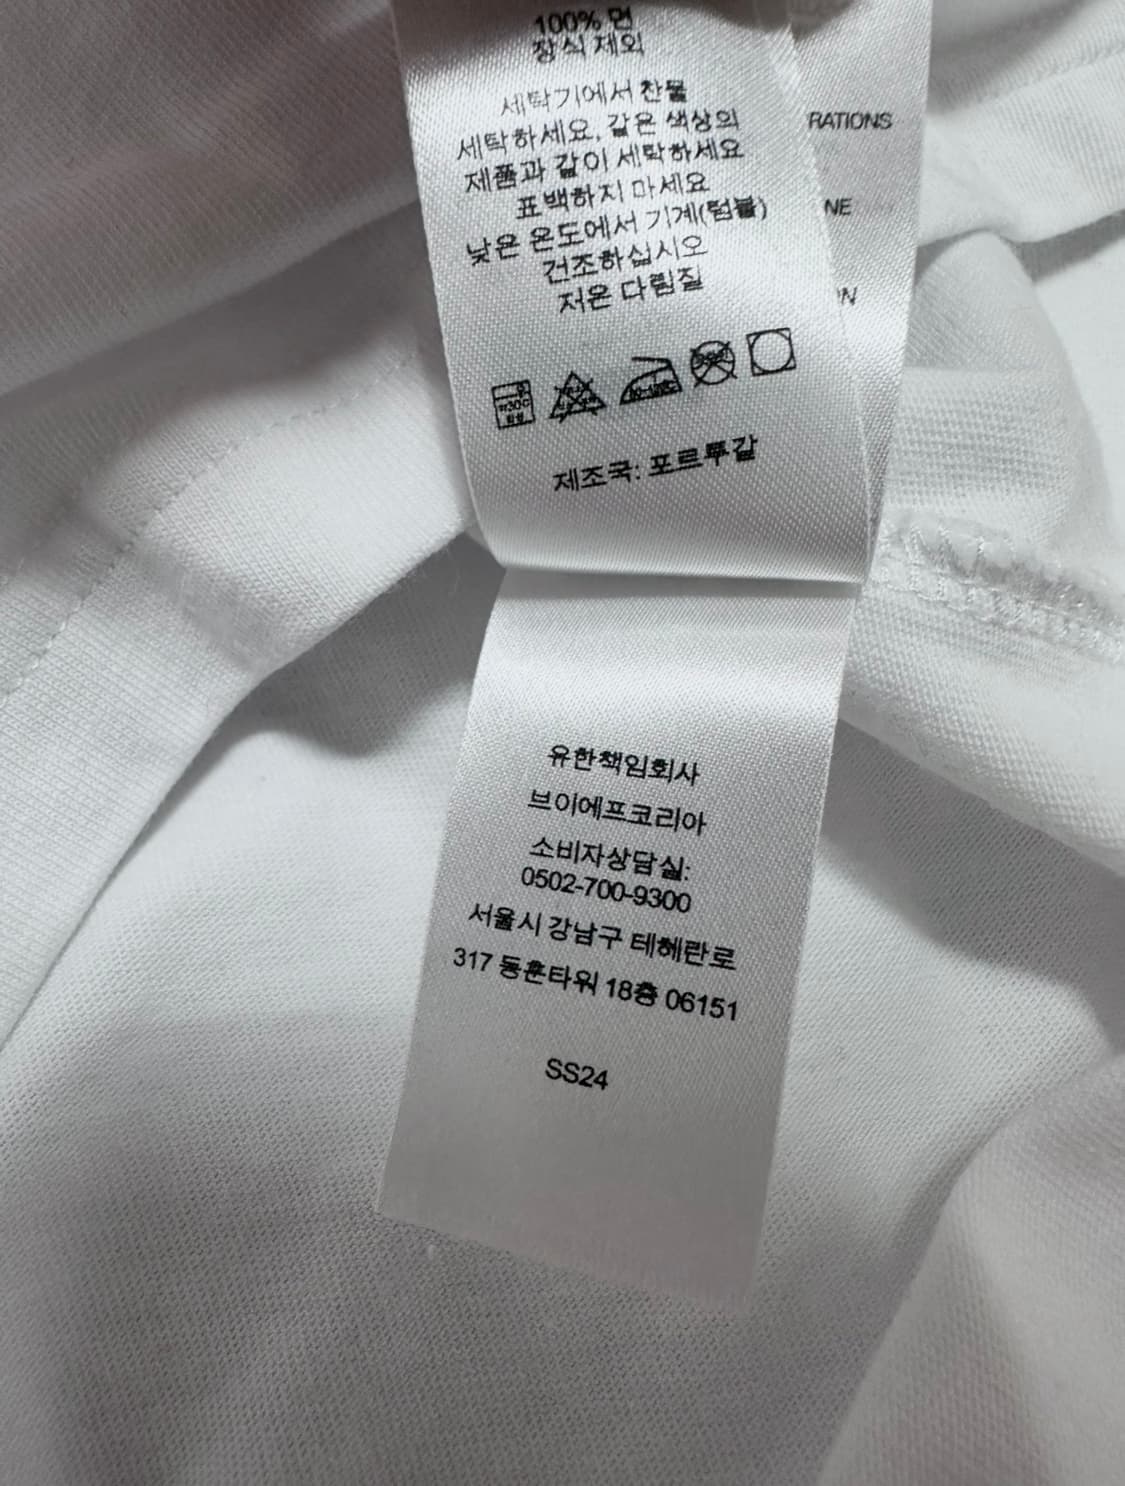 100% 면
장식 제외
세탁기에서 찬물
세탁하세요. 같은 색상의
제품과 같이 세탁하세요
표백하지 마세요
낮은 온도에서 기계(텀블)
건조하십시오
저온 다림질
제조국: 포르투갈
RATIONS
NE
유한책임회사
브이에프코리아
소비자상담실:
0502-700-9300
서울시 강남구 테헤란로
317 동훈타워 18층 06151
SS24